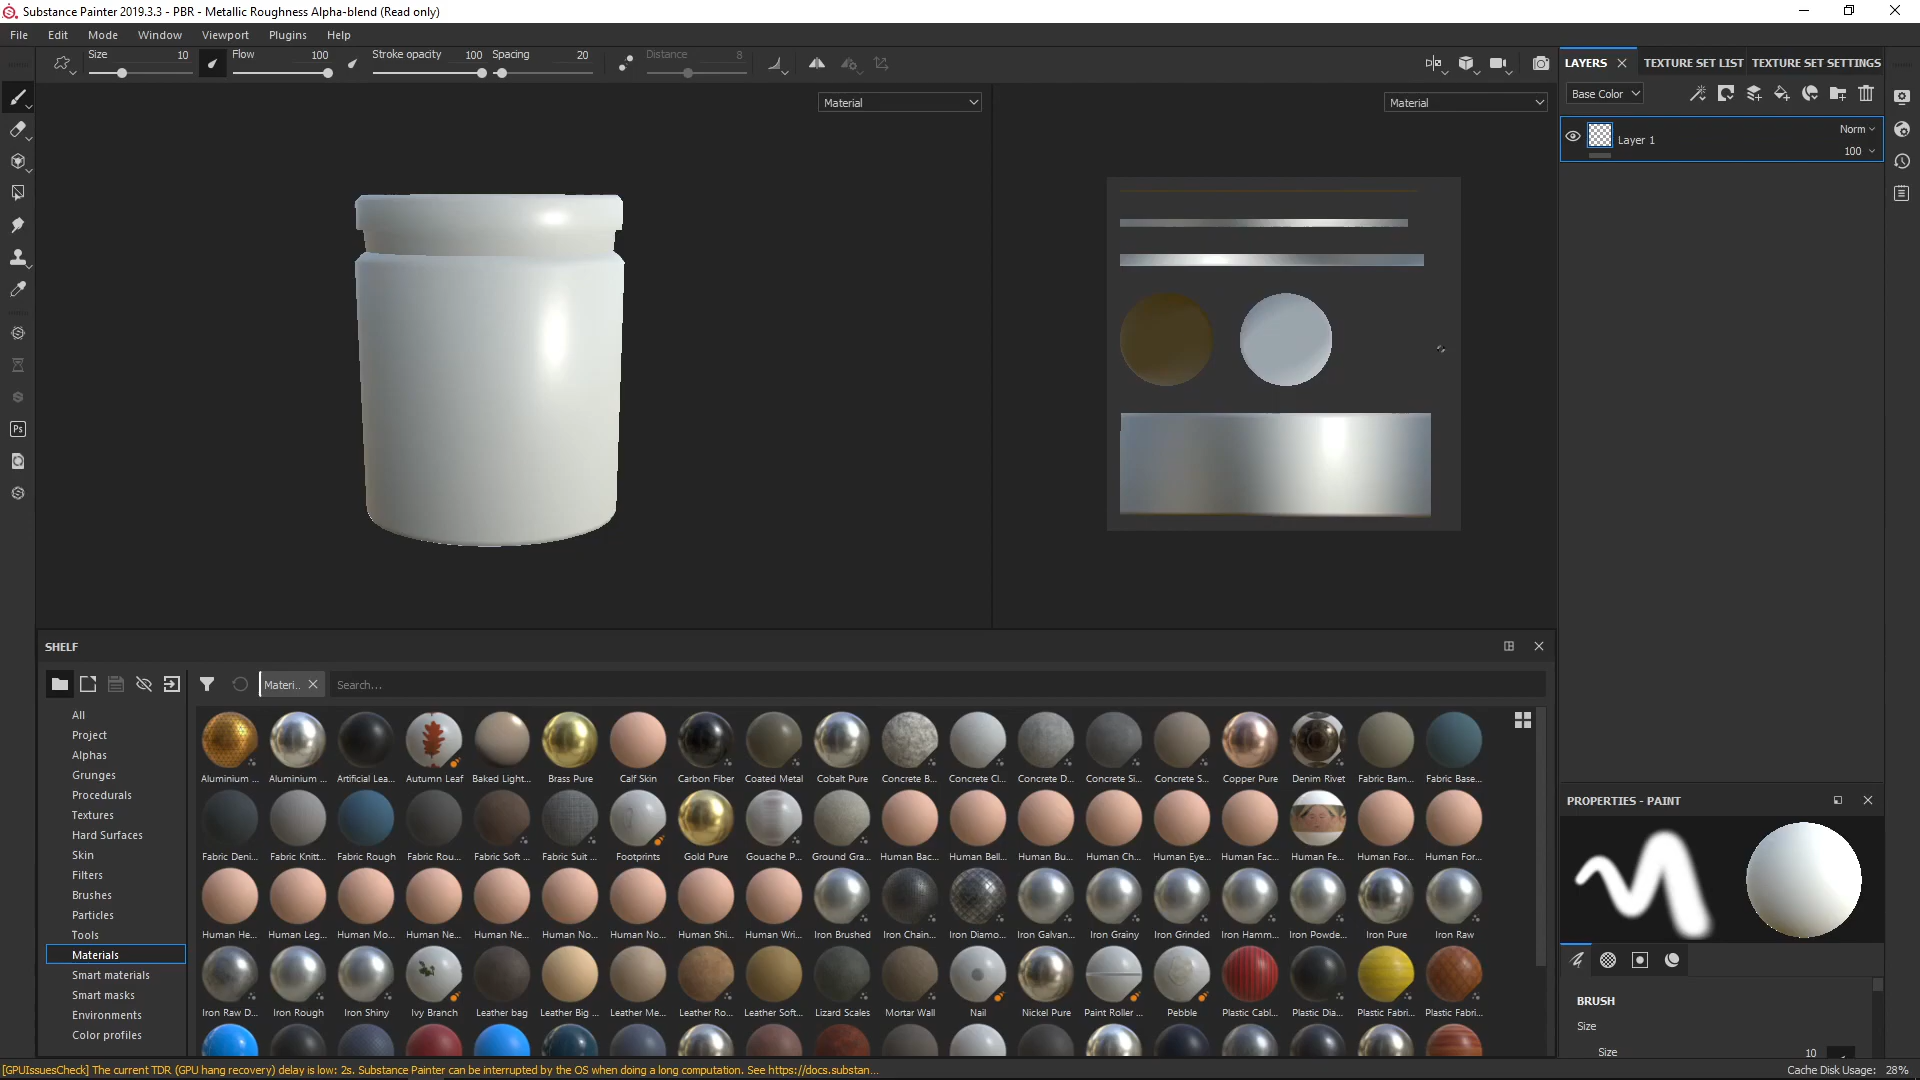 Substance Painter 2019.3.3 - PBR - Metallic Roughness Alpha-blend (Read only)
File Edit Mode Window Viewport Plugins Help
Size 10 Flow 100 Stroke opacity 100 Spacing 20 Distance 8
LAYERS TEXTURE SET LIST TEXTURE SET SETTINGS
Material
Material
Base Color
Layer 1
Norm
100
Ps
SHELF
Materi..
Search...
All
Project
Alphas
Grunges
Procedurals
Textures
Hard Surfaces
Skin
Filters
Brushes
Particles
Tools
Materials
Smart materials
Smart masks
Environments
Color profiles
Aluminium ... Aluminium ... Artificial Lea... Autumn Leaf Baked Light... Brass Pure Calf Skin Carbon Fiber Coated Metal Cobalt Pure Concrete B... Concrete Cl... Concrete D... Concrete Si... Concrete S... Copper Pure Denim Rivet Fabric Bam... Fabric Base...
Fabric Deni... Fabric Knitt... Fabric Rough Fabric Rou... Fabric Soft ... Fabric Suit ... Footprints Gold Pure Gouache P... Ground Gra... Human Bac... Human Bell... Human Bu... Human Ch... Human Eye... Human Fac... Human Fe... Human For... Human For...
Human He... Human Leg... Human Mo... Human Ne... Human Ne... Human No... Human No... Human Shi... Human Wri... Iron Brushed Iron Chain... Iron Diamo... Iron Galvan... Iron Grainy Iron Grinded Iron Hamm... Iron Powde... Iron Pure Iron Raw
Iron Raw D... Iron Rough Iron Shiny Ivy Branch Leather bag Leather Big ... Leather Me... Leather Ro... Leather Soft... Lizard Scales Mortar Wall Nail Nickel Pure Paint Roller ... Pebble Plastic Cabl... Plastic Dia... Plastic Fabri... Plastic Fabri...
PROPERTIES - PAINT
BRUSH
Size
Size 10
[GPUIssuesCheck] The current TDR (GPU hang recovery) delay is low: 2s. Substance Painter can be interrupted by the OS when doing a long computation. See https://docs.substan...
Cache Disk Usage: 28%